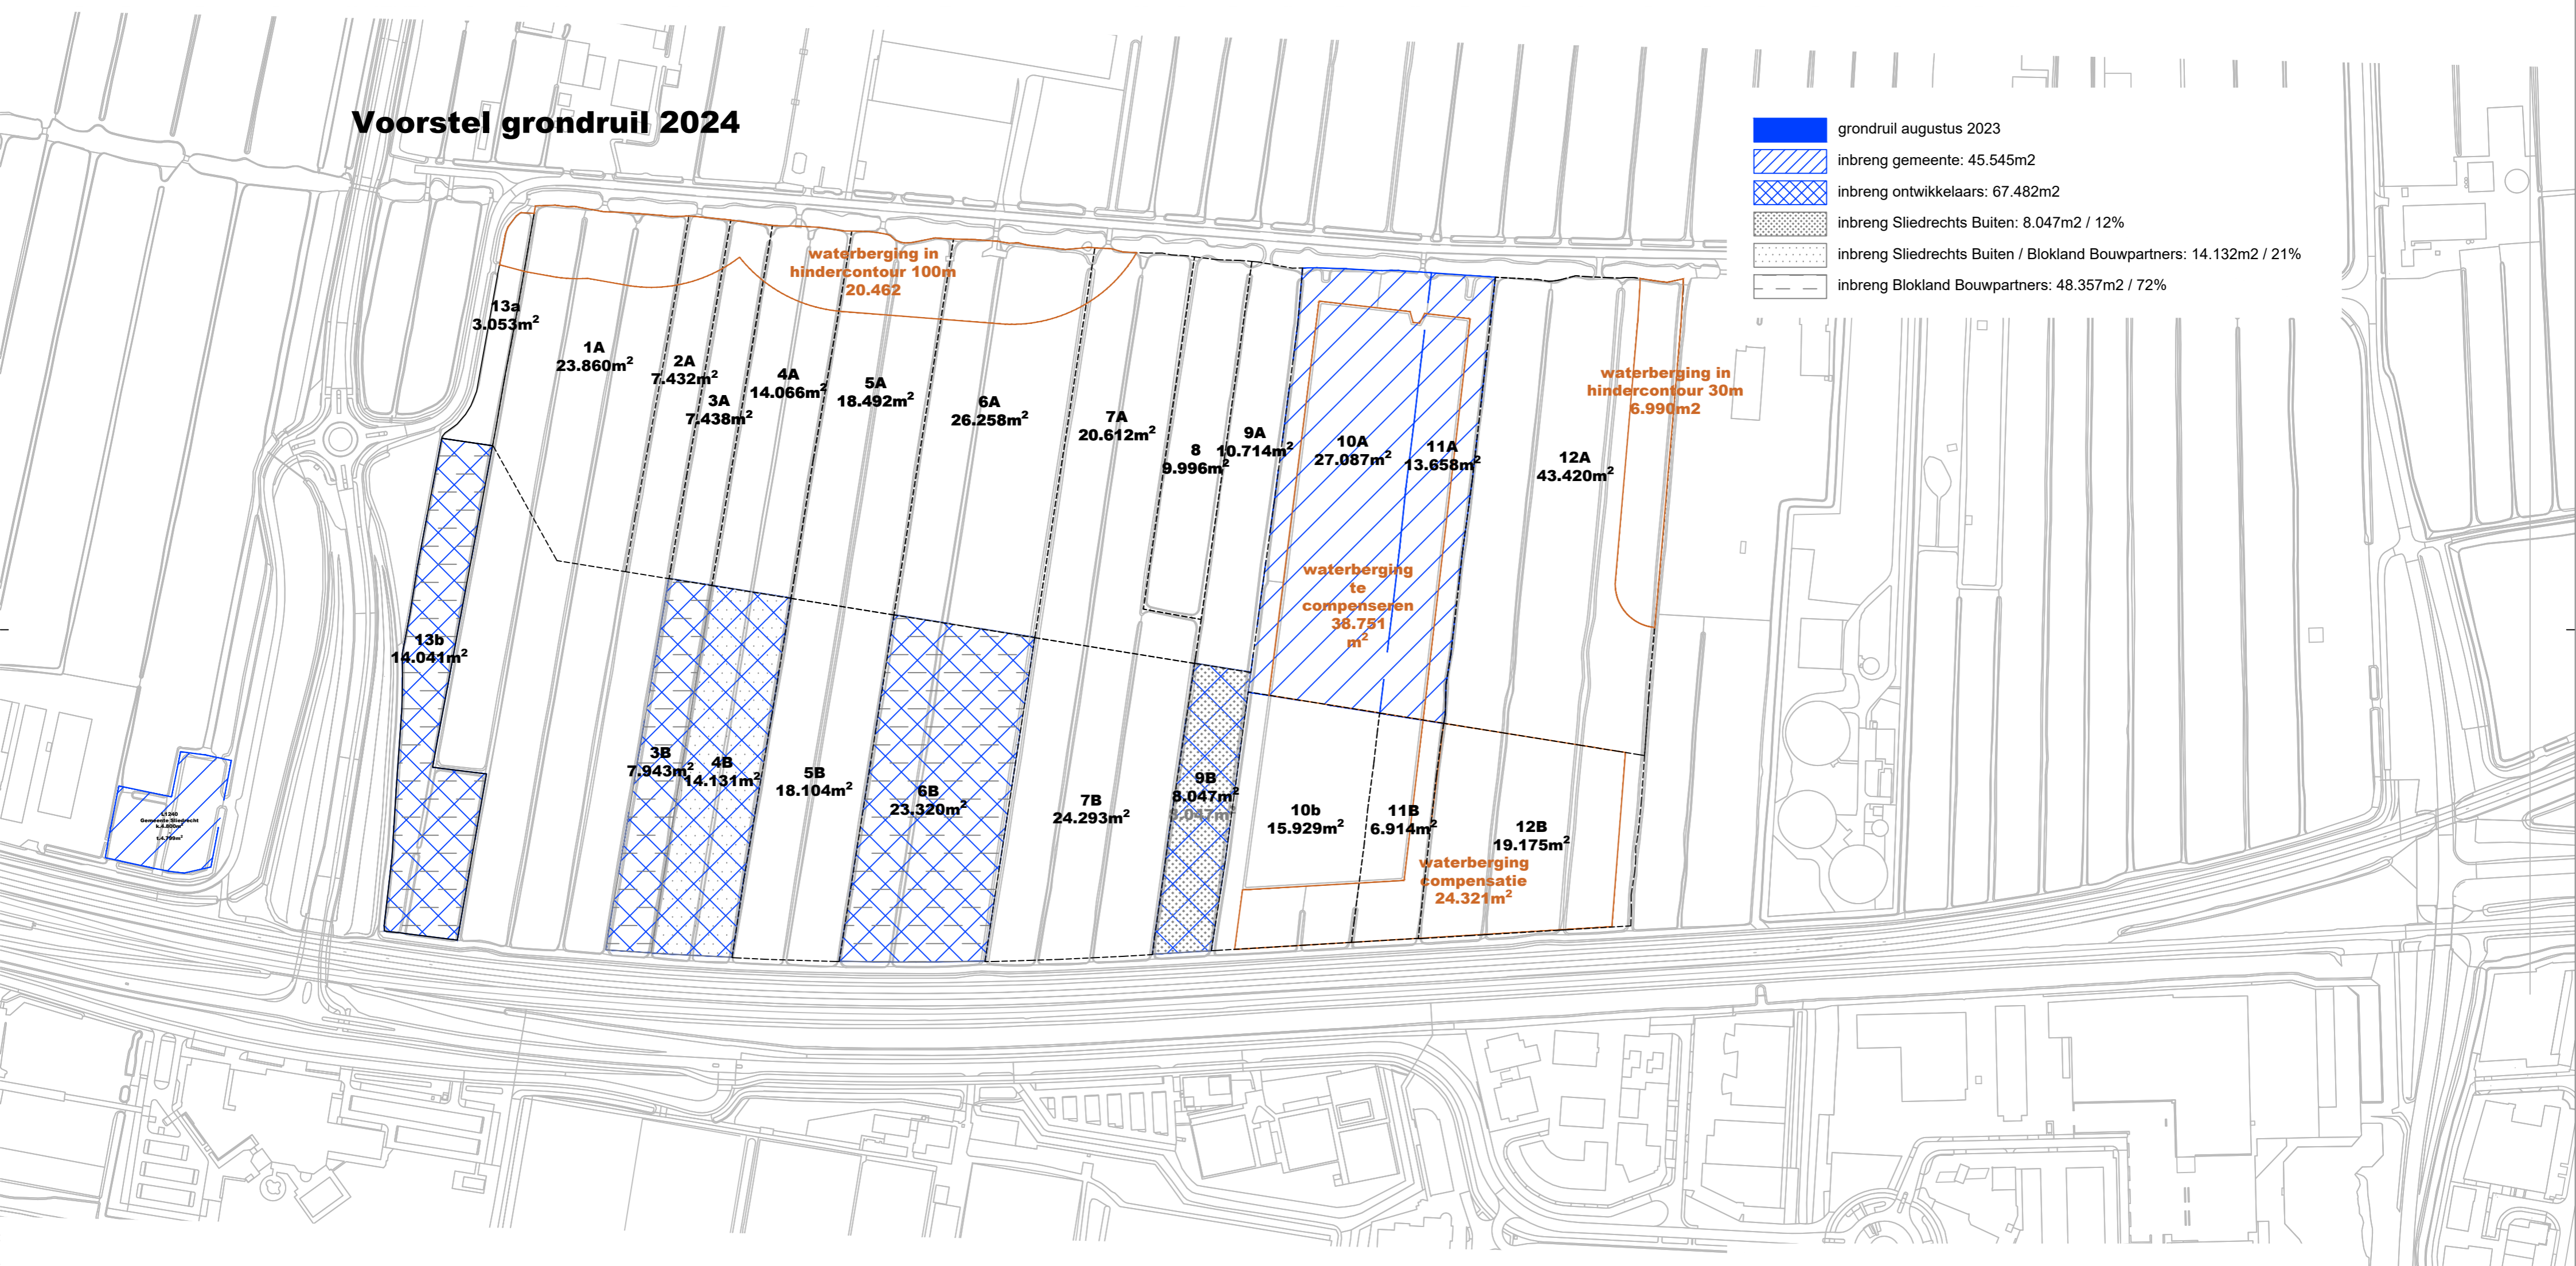 Voorstel grondruil 2024
grondruil augustus 2023
inbreng gemeente: 45.545m2
inbreng ontwikkelaars: 67.482m2
inbreng Sliedrechts Buiten: 8.047m2 / 12%
inbreng Sliedrechts Buiten / Blokland Bouwpartners: 14.132m2 / 21%
inbreng Blokland Bouwpartners: 48.357m2 / 72%
waterberging in
hindercontour 100m
20.462
13a
3.053m²
1A
23.860m²
2A
7.432m²
3A
7.438m²
4A
14.066m²
5A
18.492m²
6A
26.258m²
7A
20.612m²
8
9.996m²
9A
10.714m²
10A
27.087m²
11A
13.658m²
12A
43.420m²
waterberging in
hindercontour 30m
6.990m2
waterberging
te
compenseren
38.751
m²
13b
14.041m²
3B
7.943m²
4B
14.131m²
5B
18.104m²
6B
23.320m²
7B
24.293m²
9B
8.047m²
10b
15.929m²
11B
6.914m²
12B
19.175m²
waterberging
compensatie
24.321m²
L1240
Gemeente Sliedrecht